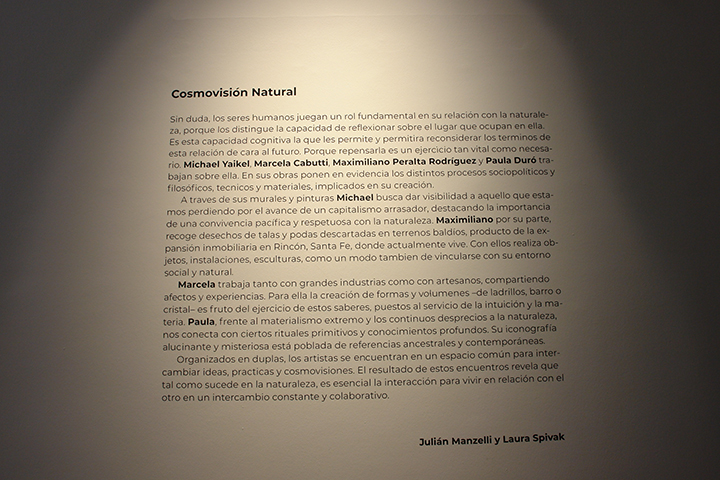 Cosmovisión Natural
Sin duda, los seres humanos juegan un rol fundamental en su relación con la naturale-
za, porque los distingue la capacidad de reflexionar sobre el lugar que ocupan en ella.
Es esta capacidad cognitiva la que les permite y permitira reconsiderar los terminos de
esta relación de cara al futuro. Porque repensarla es un ejercicio tan vital como necesa-
rio. Michael Yaikel, Marcela Cabutti, Maximiliano Peralta Rodríguez y Paula Duró tra-
bajan sobre ella. En sus obras ponen en evidencia los distintos procesos sociopolíticos y
filosóficos, tecnicos y materiales, implicados en su creación.
A traves de sus murales y pinturas Michael busca dar visibilidad a aquello que esta-
mos perdiendo por el avance de un capitalismo arrasador, destacando la importancia
de una convivencia pacífica y respetuosa con la naturaleza. Maximiliano por su parte,
recoge desechos de talas y podas descartadas en terrenos baldíos, producto de la ex-
pansión inmobiliaria en Rincón, Santa Fe, donde actualmente vive. Con ellos realiza ob-
jetos, instalaciones, esculturas, como un modo tambien de vincularse con su entorno
social y natural.
Marcela trabaja tanto con grandes industrias como con artesanos, compartiendo
afectos y experiencias. Para ella la creación de formas y volumenes –de ladrillos, barro o
cristal– es fruto del ejercicio de estos saberes, puestos al servicio de la intuición y la ma-
teria. Paula, frente al materialismo extremo y los continuos desprecios a la naturaleza,
nos conecta con ciertos rituales primitivos y conocimientos profundos. Su iconografía
alucinante y misteriosa está poblada de referencias ancestrales y contemporáneas.
Organizados en duplas, los artistas se encuentran en un espacio común para inter-
cambiar ideas, practicas y cosmovisiones. El resultado de estos encuentros revela que
tal como sucede en la naturaleza, es esencial la interacción para vivir en relación con el
otro en un intercambio constante y colaborativo.
Julián Manzelli y Laura Spivak